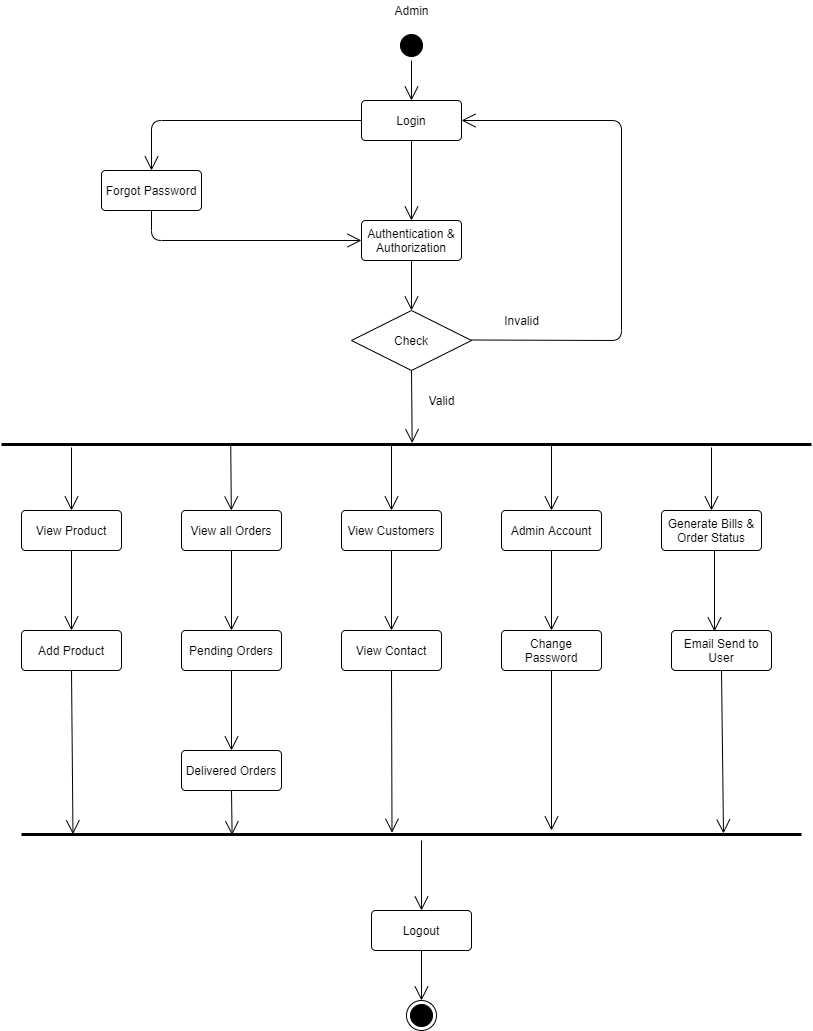 Admin
Login
Forgot Password
Authentication &
Authorization
Check
Invalid
Valid
View Product
View all Orders
View Customers
Admin Account
Generate Bills &
Order Status
Add Product
Pending Orders
View Contact
Change
Password
Email Send to
User
Delivered Orders
Logout